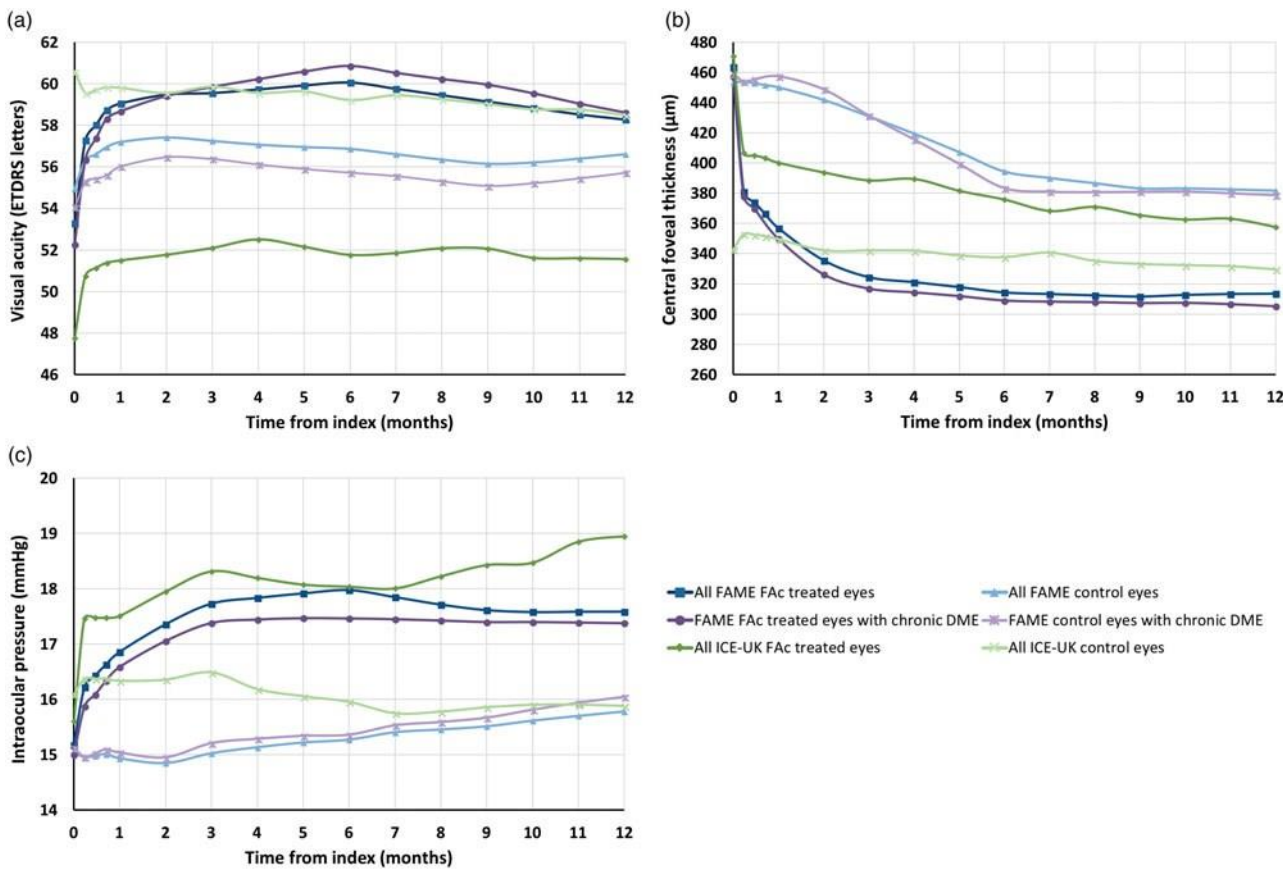 (a)
62
60
58
56
54
52
50
48
46
Visual acuity (ETDRS letters)
0 1 2 3 4 5 6 7 8 9 10 11 12
Time from index (months)
(b)
480
460
440
420
400
380
360
340
320
300
280
260
Central foveal thickness (µm)
0 1 2 3 4 5 6 7 8 9 10 11 12
Time from index (months)
(c)
20
19
18
17
16
15
14
Intraocular pressure (mmHg)
0 1 2 3 4 5 6 7 8 9 10 11 12
Time from index (months)
All FAME FAc treated eyes
All FAME control eyes
FAME FAc treated eyes with chronic DME
FAME control eyes with chronic DME
All ICE-UK FAc treated eyes
All ICE-UK control eyes